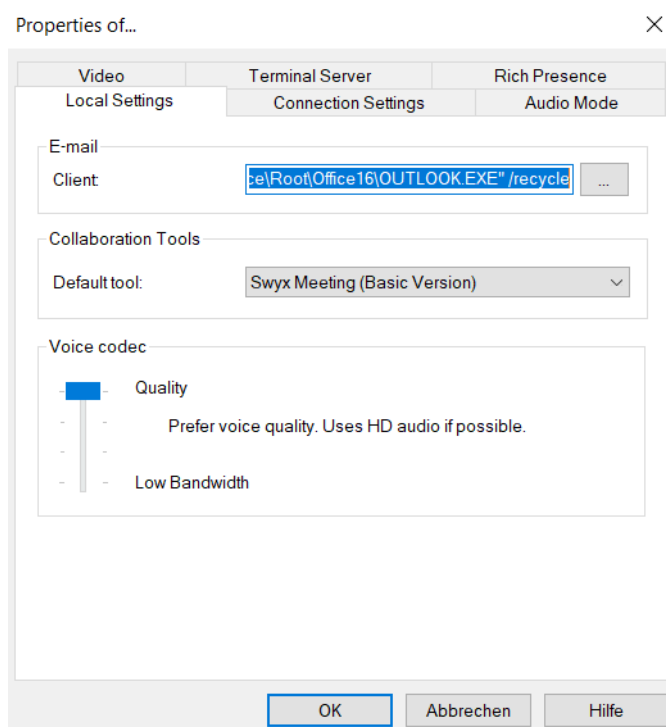 Properties of...
Video Terminal Server Rich Presence
Local Settings Connection Settings Audio Mode
E-mail
Client: ce\Root\Office16\OUTLOOK.EXE" /recycle ...
Collaboration Tools
Default tool: Swyx Meeting (Basic Version)
Voice codec
Quality
Prefer voice quality. Uses HD audio if possible.
Low Bandwidth
OK Abbrechen Hilfe